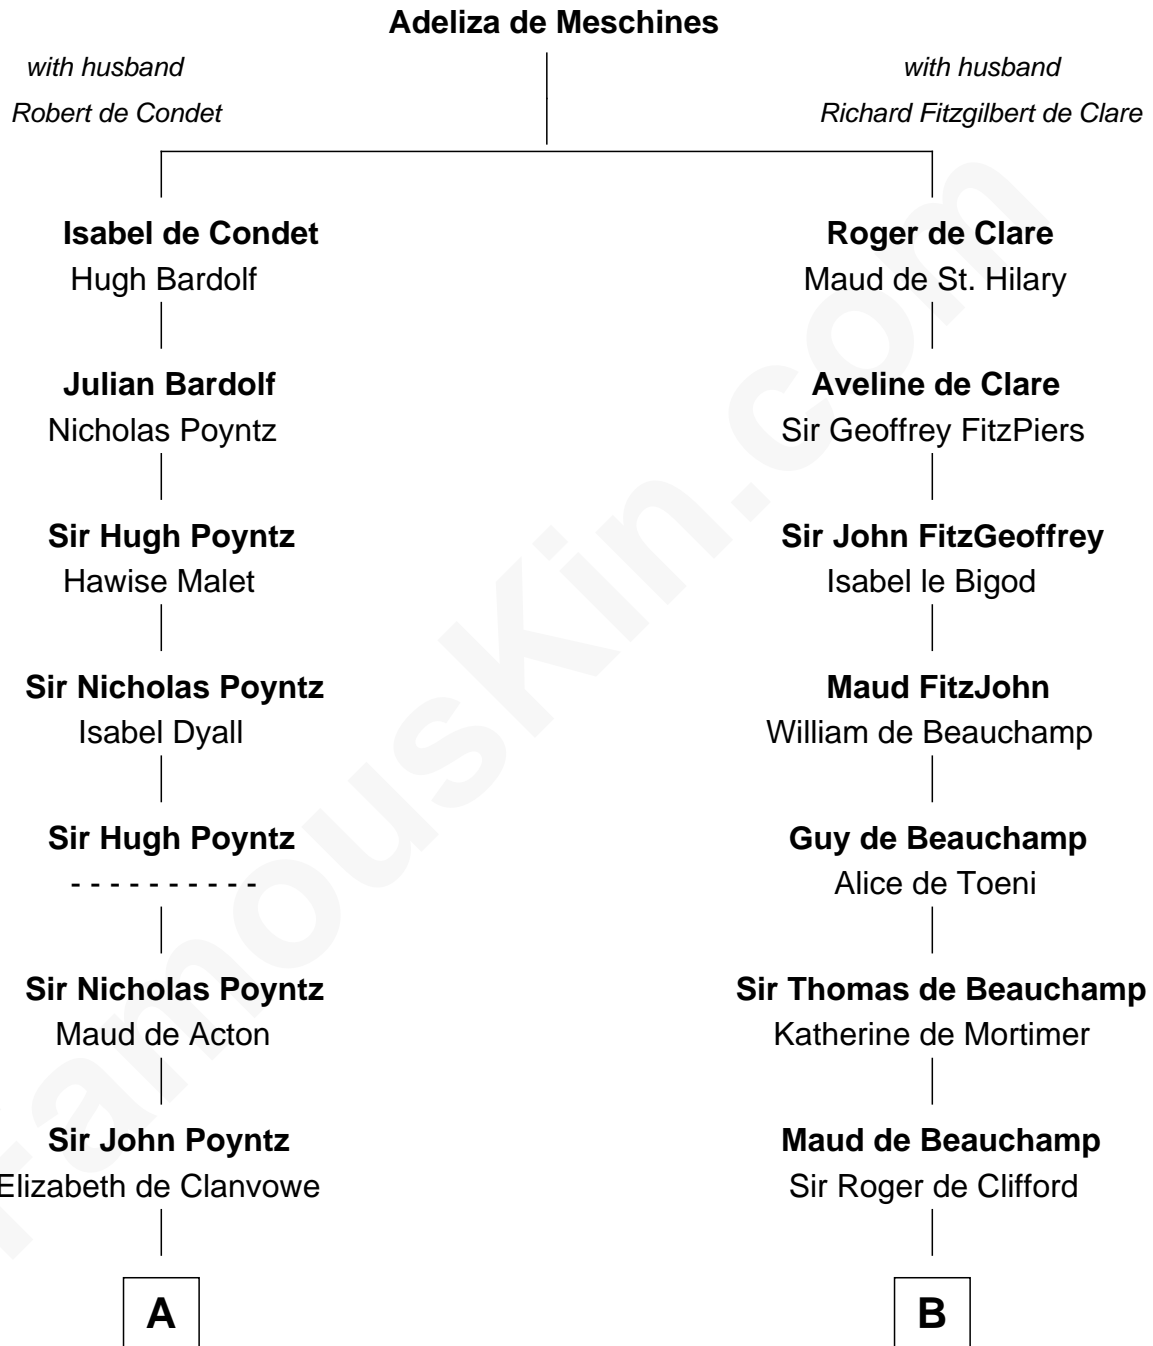 Adeliza de Meschines
with husband
Robert de Condet
with husband
Richard Fitzgilbert de Clare
Isabel de Condet
Hugh Bardolf
Roger de Clare
Maud de St. Hilary
Julian Bardolf
Nicholas Poyntz
Aveline de Clare
Sir Geoffrey FitzPiers
Sir Hugh Poyntz
Hawise Malet
Sir John FitzGeoffrey
Isabel le Bigod
Sir Nicholas Poyntz
Isabel Dyall
Maud FitzJohn
William de Beauchamp
Sir Hugh Poyntz
- - - - - - - - - -
Guy de Beauchamp
Alice de Toeni
Sir Nicholas Poyntz
Maud de Acton
Sir Thomas de Beauchamp
Katherine de Mortimer
Sir John Poyntz
Elizabeth de Clanvowe
Maud de Beauchamp
Sir Roger de Clifford
A
B
FamousKin.com